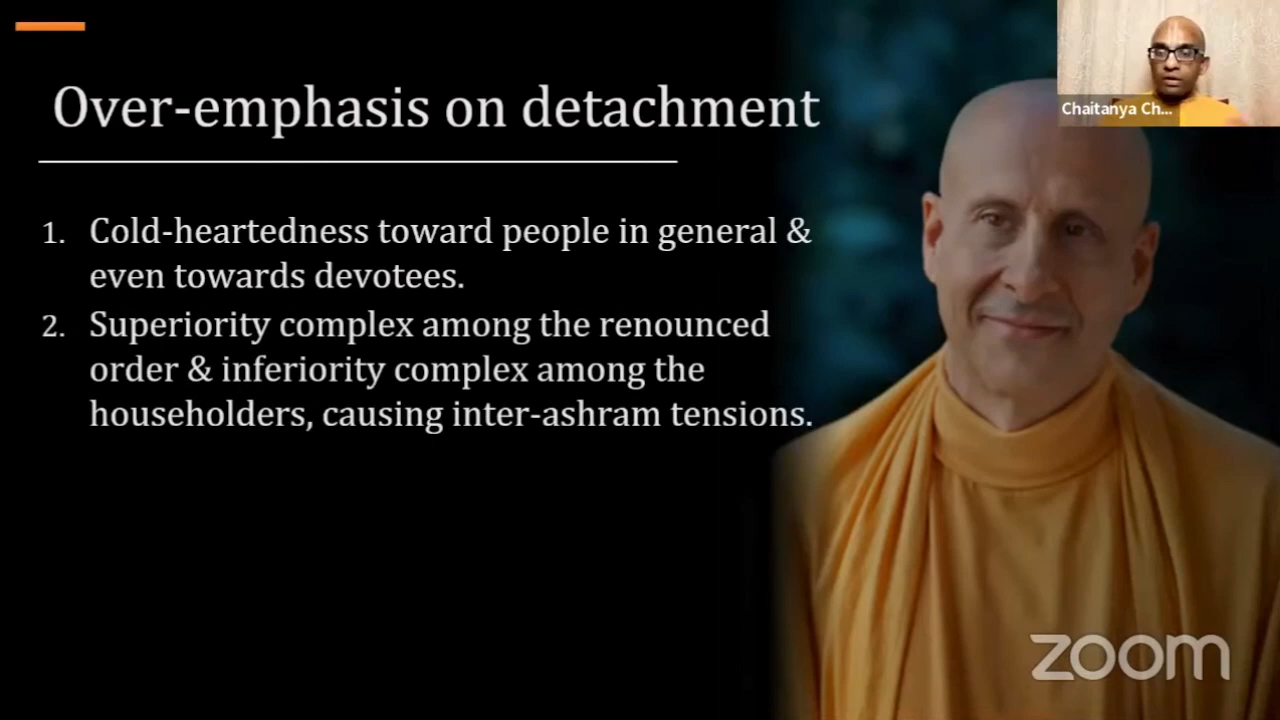 Over-emphasis on detachment
Chaitanya Ch...
1. Cold-heartedness toward people in general &
even towards devotees.
2. Superiority complex among the renounced
order & inferiority complex among the
householders, causing inter-ashram tensions.
zoom